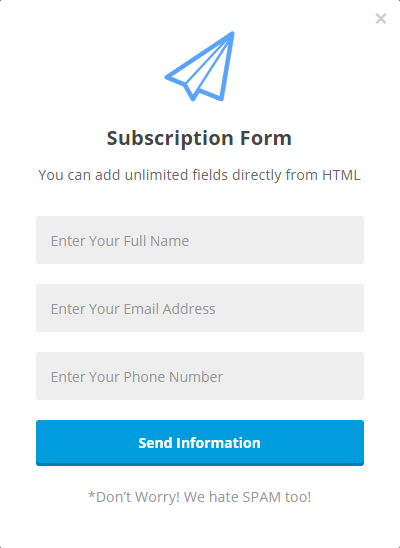 ×
Subscription Form
You can add unlimited fields directly from HTML
Enter Your Full Name
Enter Your Email Address
Enter Your Phone Number
Send Information
*Don't Worry! We hate SPAM too!